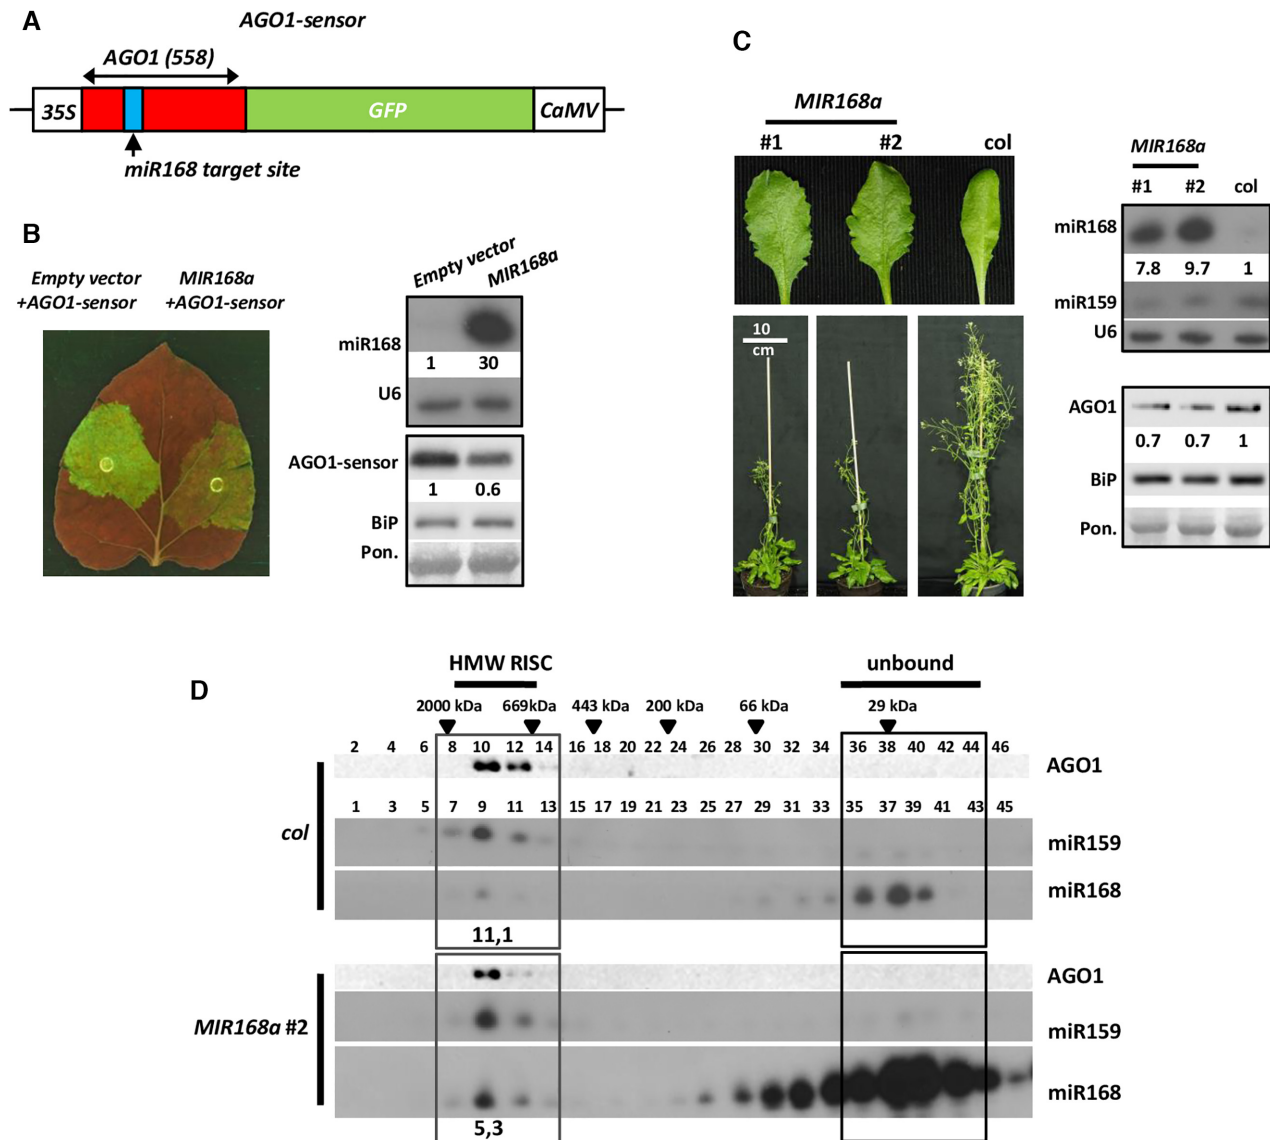 A
AGO1-sensor
AGO1 (558)
35S
GFP
CaMV
miR168 target site
B
Empty vector
+AGO1-sensor
MIR168a
+AGO1-sensor
Empty vector
MIR168a
miR168
1 30
U6
AGO1-sensor
1 0.6
BiP
Pon.
C
MIR168a
#1 #2 col
10
cm
MIR168a
#1 #2 col
miR168
7.8 9.7 1
miR159
U6
AGO1
0.7 0.7 1
BiP
Pon.
D
HMW RISC unbound
2000 kDa 669kDa 443 kDa 200 kDa 66 kDa 29 kDa
2 4 6 8 10 12 14 16 18 20 22 24 26 28 30 32 34 36 38 40 42 44 46
AGO1
1 3 5 7 9 11 13 15 17 19 21 23 25 27 29 31 33 35 37 39 41 43 45
col
miR159
miR168
11,1
AGO1
MIR168a #2
miR159
miR168
5,3